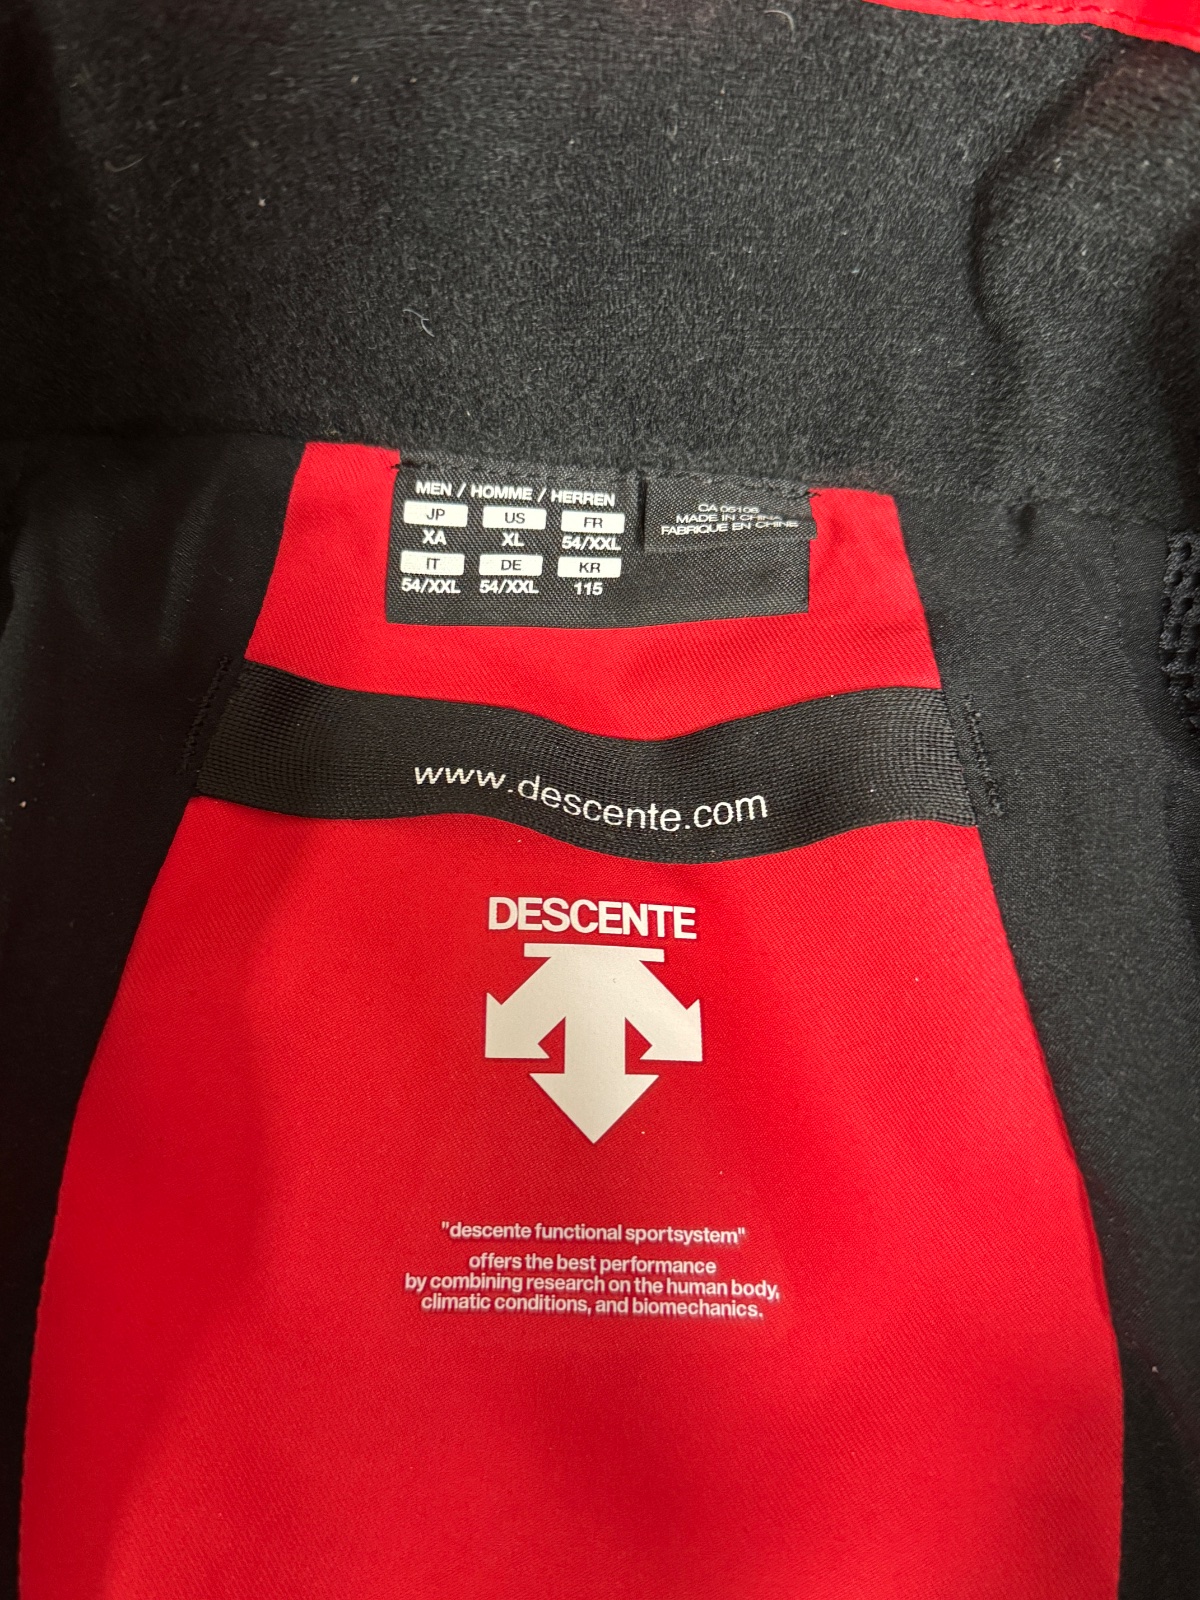 MEN / HOMME / HERREN
JP US FR
XA XL 54/XXL
IT DE KR
54/XXL 54/XXL 115
CA 05106
MADE IN CHINA
FABRIQUE EN CHINE
www.descente.com
DESCENTE
"descente functional sportsystem"
offers the best performance
by combining research on the human body,
climatic conditions, and biomechanics.